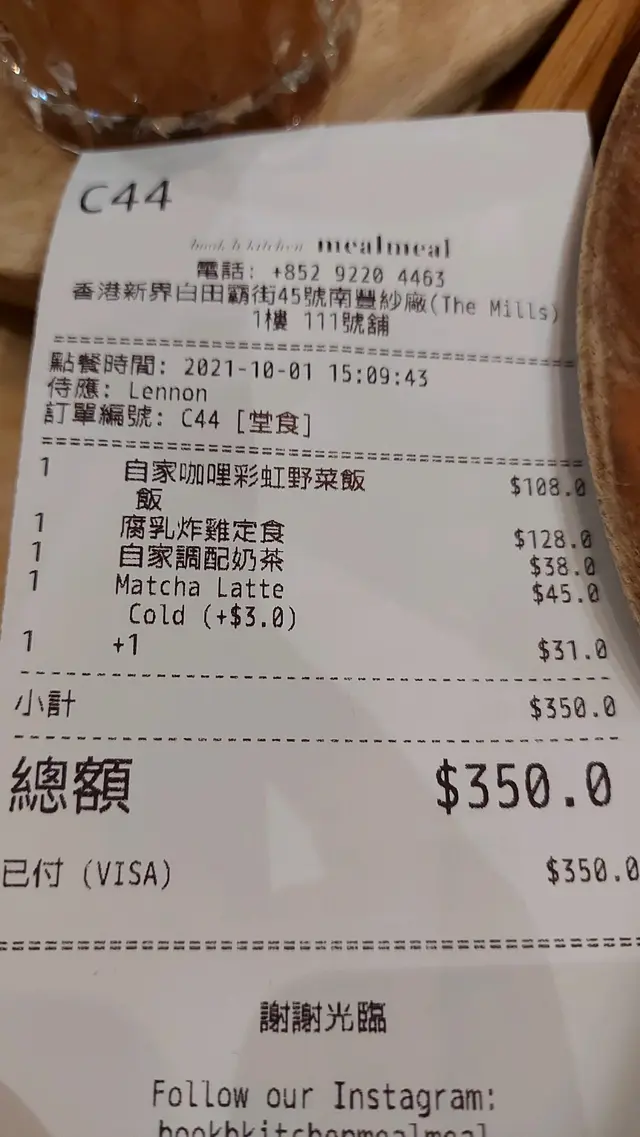 C44
book b kitchen mealmeal
電話: +852 9220 4463
香港新界白田霸街45號南豐紗廠(The Mills)
1樓 111號舖
點餐時間: 2021-10-01 15:09:43
侍應: Lennon
訂單編號: C44 [堂食]
1 自家咖哩彩虹野菜飯 $108.0
飯
1 腐乳炸雞定食 $128.0
1 自家調配奶茶 $38.0
1 Matcha Latte $45.0
Cold (+$3.0)
1 +1 $31.0
小計 $350.0
總額 $350.0
已付 (VISA) $350.0
謝謝光臨
Follow our Instagram:
bookbkitchenmealmeal